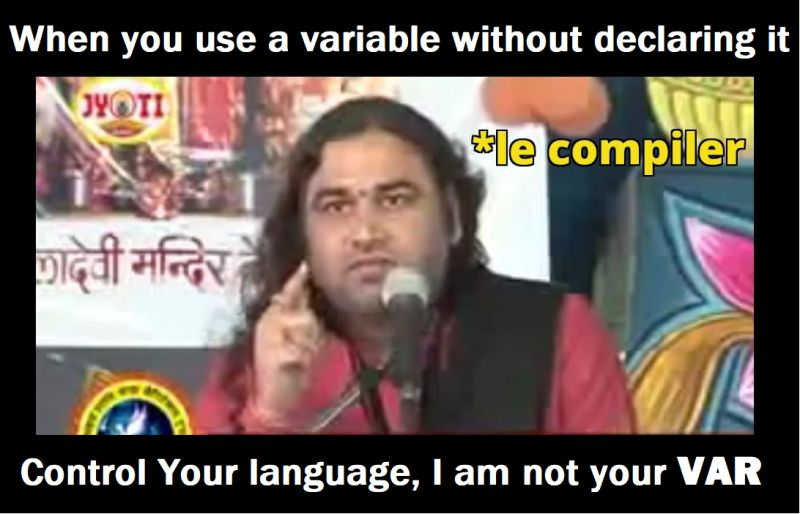 When you use a variable without declaring it
JYOTI
*le compiler
मन्दिर
Control Your language, I am not your VAR